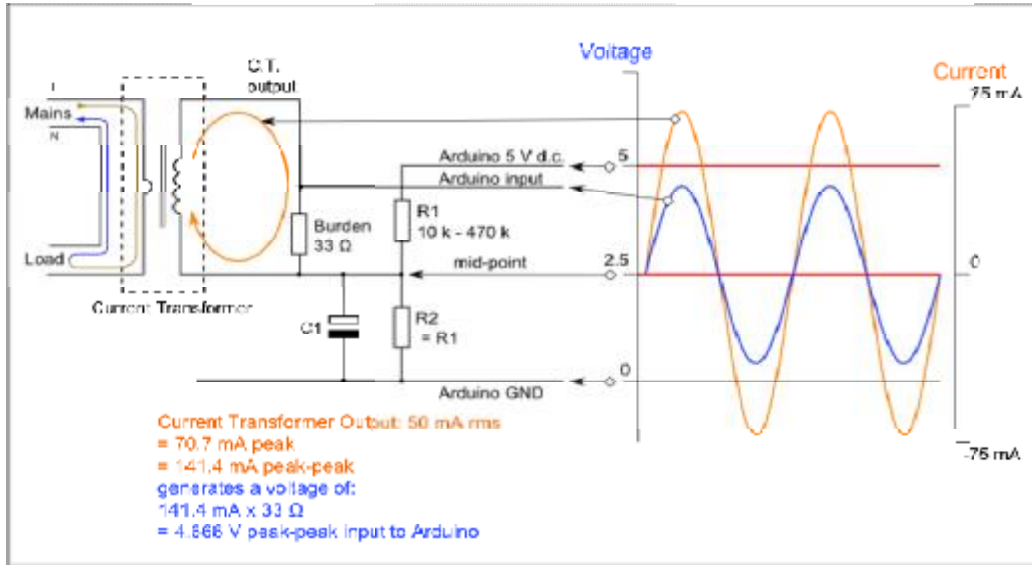 Voltage
Current
C.T.
output
75 mA
Mains
N
Arduino 5 V d.c.
5
Arduino input
Burden
33 Ω
R1
10 k - 470 k
Load
mid-point
2.5
0
Current Transformer
C1
R2
= R1
0
Arduino GND
Current Transformer Output: 50 mA rms
= 70.7 mA peak
= 141.4 mA peak-peak
-75 mA
generates a voltage of:
141.4 mA x 33 Ω
= 4.666 V peak-peak input to Arduino